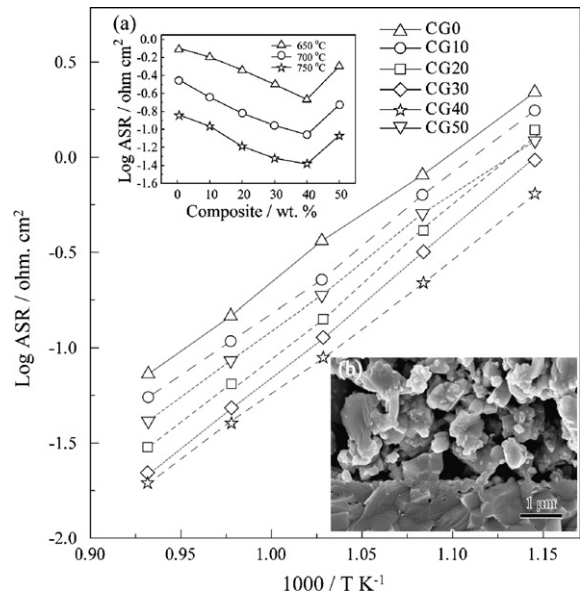 (a)
0.0
-0.2
-0.4
-0.6
-0.8
-1.0
-1.2
-1.4
-1.6
Log ASR / ohm cm2
650 °C
700 °C
750 °C
0 10 20 30 40 50
Composite / wt. %
CG0
CG10
CG20
CG30
CG40
CG50
0.5
0.0
-0.5
-1.0
-1.5
-2.0
Log ASR / ohm. cm2
(b)
1 μm
0.90 0.95 1.00 1.05 1.10 1.15
1000 / T K-1